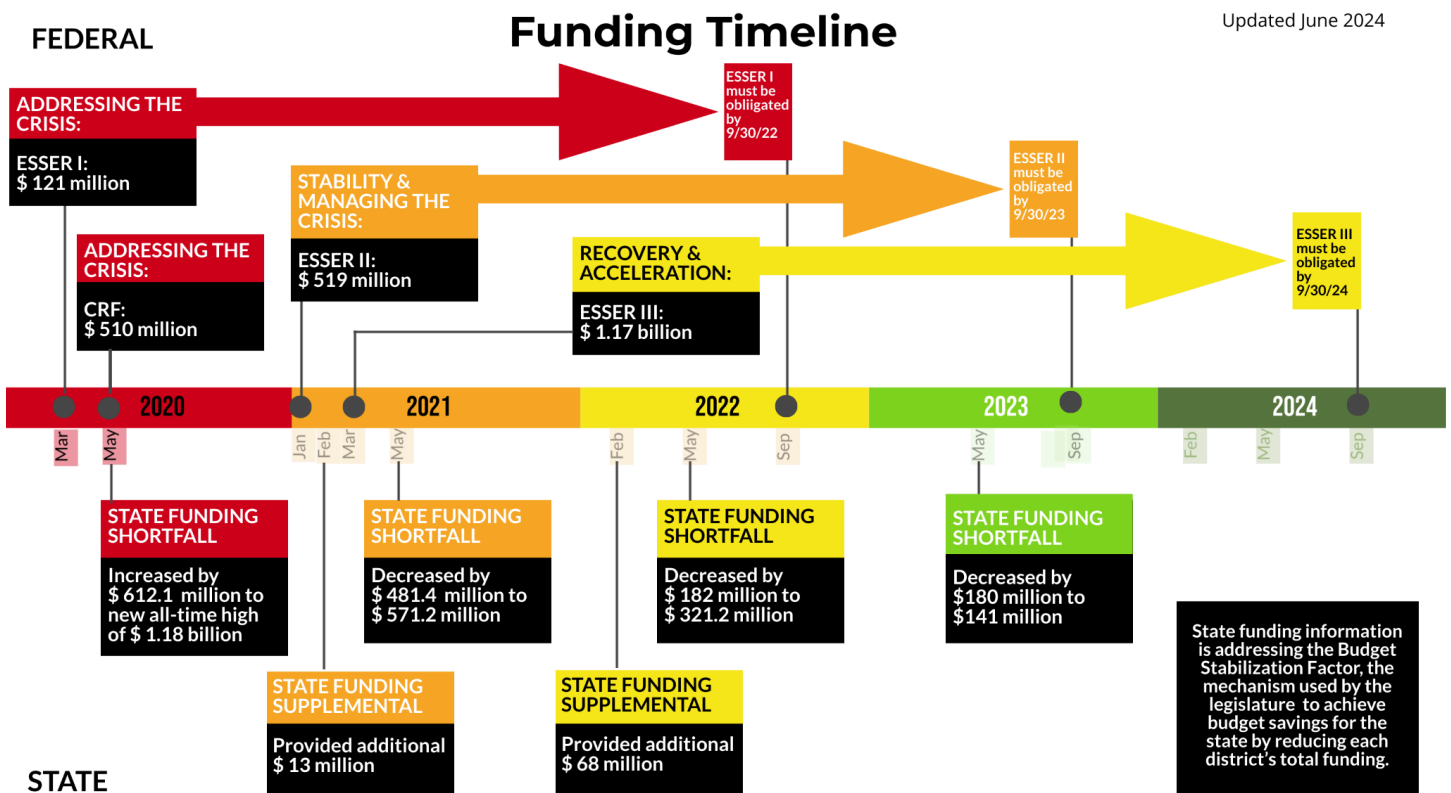 Funding Timeline
Updated June 2024
FEDERAL
ADDRESSING THE
CRISIS:
ESSER I:
$ 121 million
ESSER I
must be
obliigated
by
9/30/22
ADDRESSING THE
CRISIS:
CRF:
$ 510 million
STABILITY &
MANAGING THE
CRISIS:
ESSER II:
$ 519 million
ESSER II
must be
obligated
by
9/30/23
RECOVERY &
ACCELERATION:
ESSER III:
$ 1.17 billion
ESSER III
must be
obligated
by
9/30/24
2020
2021
2022
2023
2024
Mar
May
Jan
Feb
Mar
May
Feb
May
Sep
May
Sep
Feb
May
Sep
STATE FUNDING
SHORTFALL
Increased by
$ 612.1 million to
new all-time high
of $ 1.18 billion
STATE FUNDING
SHORTFALL
Decreased by
$ 481.4 million to
$ 571.2 million
STATE FUNDING
SHORTFALL
Decreased by
$ 182 million to
$ 321.2 million
STATE FUNDING
SHORTFALL
Decreased by
$180 million to
$141 million
STATE FUNDING
SUPPLEMENTAL
Provided additional
$ 13 million
STATE FUNDING
SUPPLEMENTAL
Provided additional
$ 68 million
State funding information
is addressing the Budget
Stabilization Factor, the
mechanism used by the
legislature to achieve
budget savings for the
state by reducing each
district's total funding.
STATE